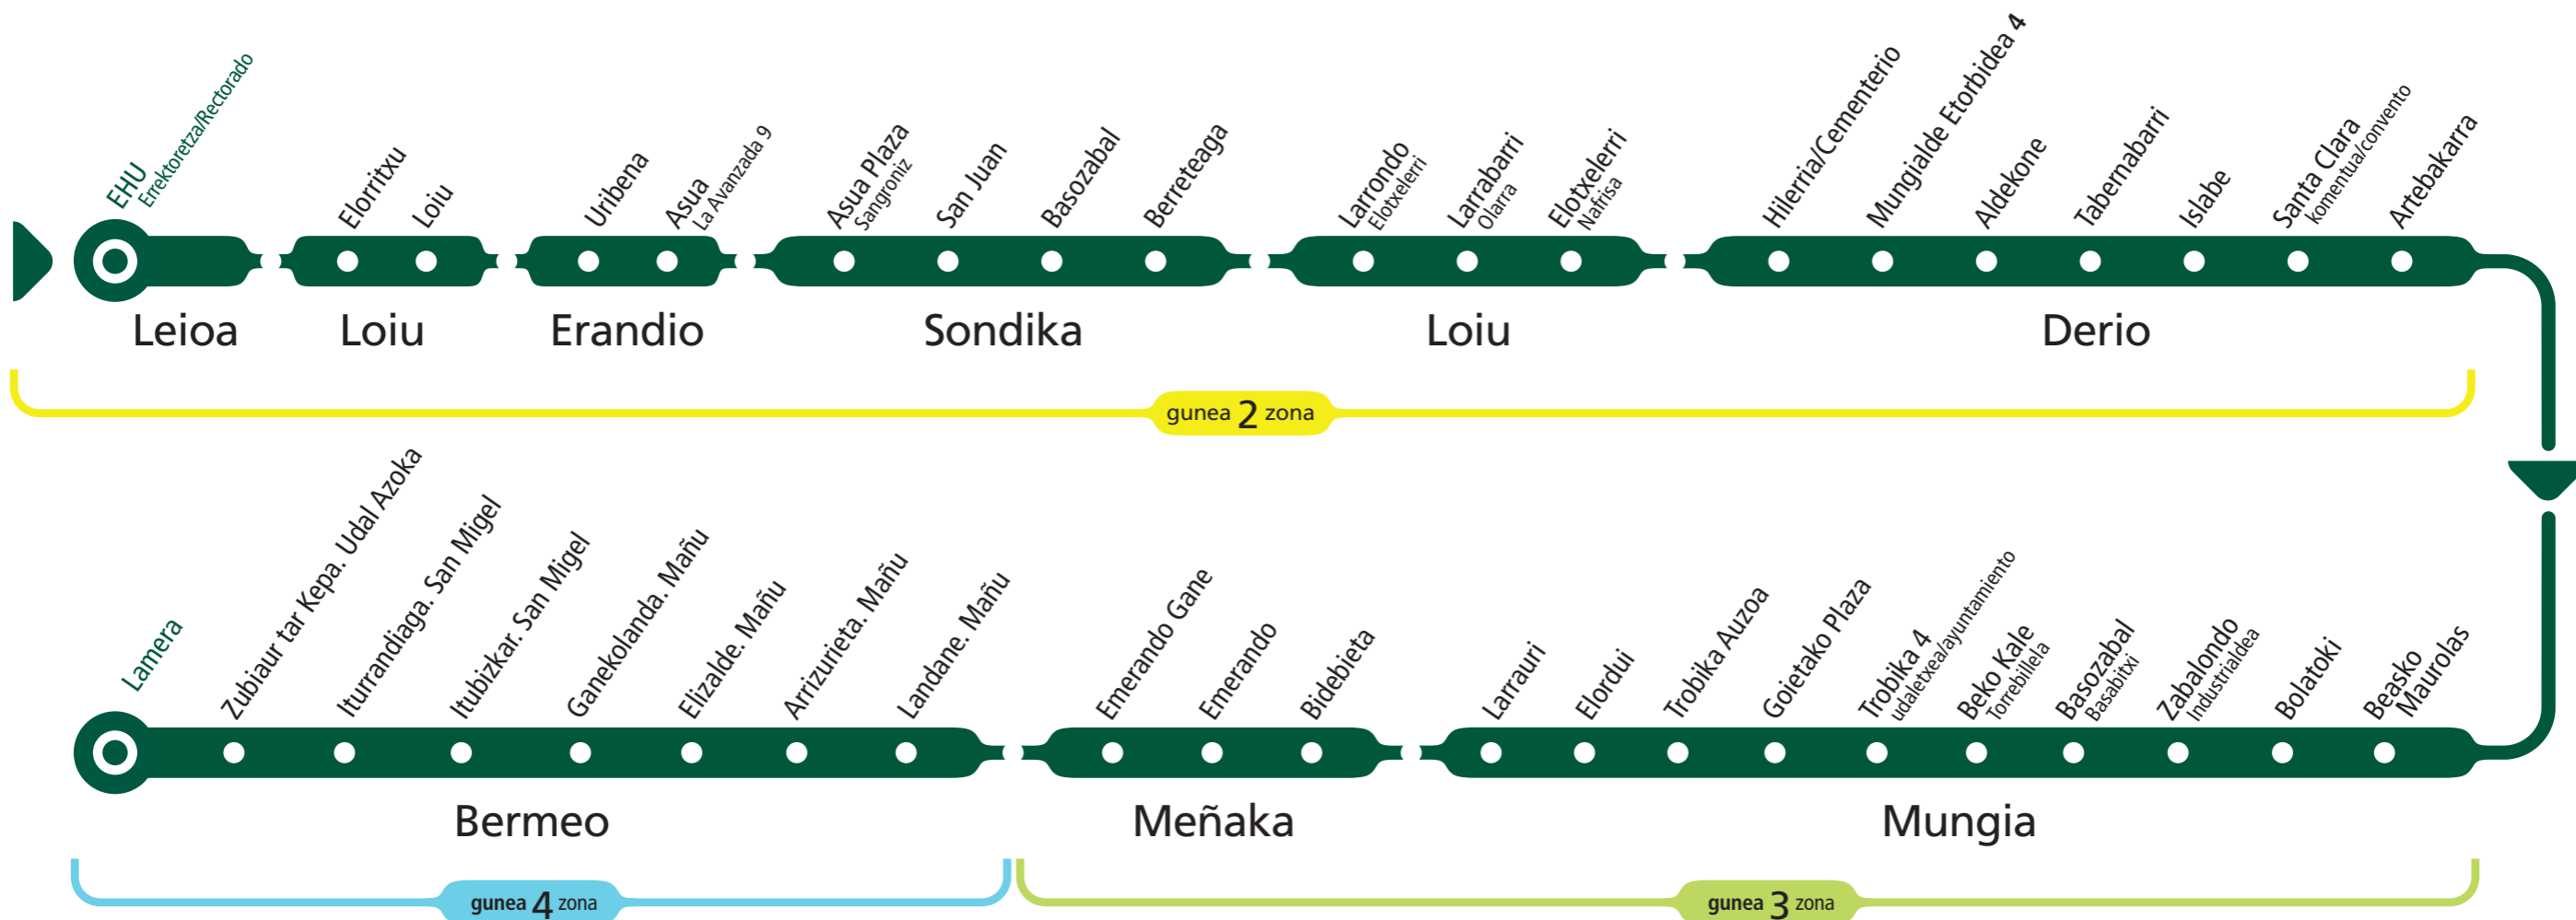 EHU
Errektoretza/Rectorado
Elorritxu
Loiu
Uribena
Asua
La Avanzada 9
Asua Plaza
Sangroniz
San Juan
Basozabal
Berreteaga
Larrondo
Elotxelerri
Larrabarri
Olarra
Elotxelerri
Nafrisa
Hilerria/Cementerio
Mungialde Etorbidea 4
Aldekone
Tabernabarri
Islabe
Santa Clara
komentua/convento
Artebakarra
Leioa
Loiu
Erandio
Sondika
Loiu
Derio
gunea 2 zona
Lamera
Zubiaur tar Kepa. Udal Azoka
Iturrandiaga. San Migel
Itubizkar. San Migel
Ganekolanda. Mañu
Elizalde. Mañu
Arrizurieta. Mañu
Landane. Mañu
Emerando Gane
Emerando
Bidebieta
Larrauri
Elordui
Trobika Auzoa
Goietako Plaza
Trobika 4
udaletxea/ayuntamiento
Beko Kale
Torrebillela
Basozabal
Basabitxi
Zabalondo
Industrialdea
Bolatoki
Beasko
Maurolas
Bermeo
Meñaka
Mungia
gunea 4 zona
gunea 3 zona